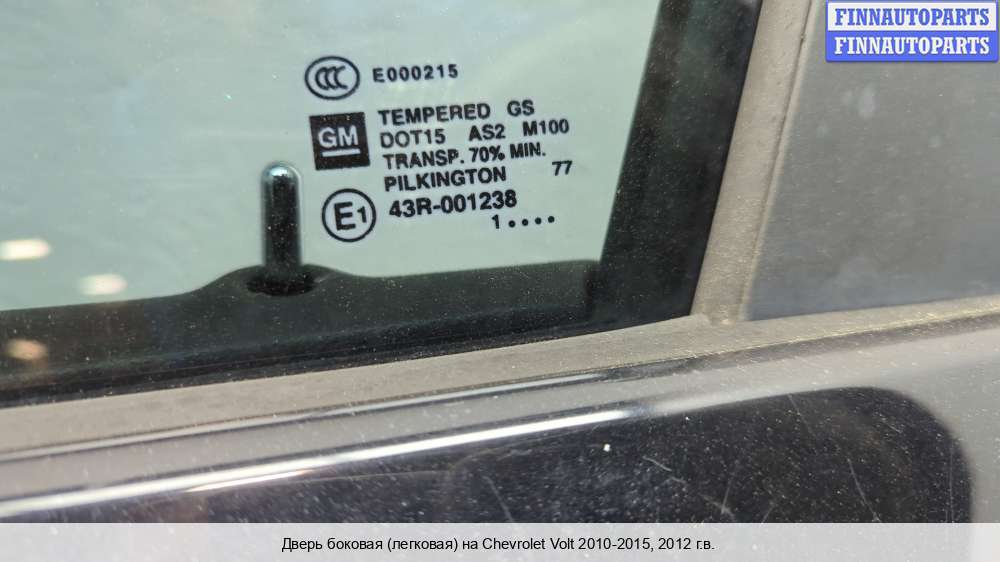 FINNAUTOPARTS
FINNAUTOPARTS
CCC E000215
TEMPERED GS
GM DOT15 AS2 M100
TRANSP. 70% MIN.
PILKINGTON 77
E1 43R-001238
1••••
Дверь боковая (легковая) на Chevrolet Volt 2010-2015, 2012 г.в.